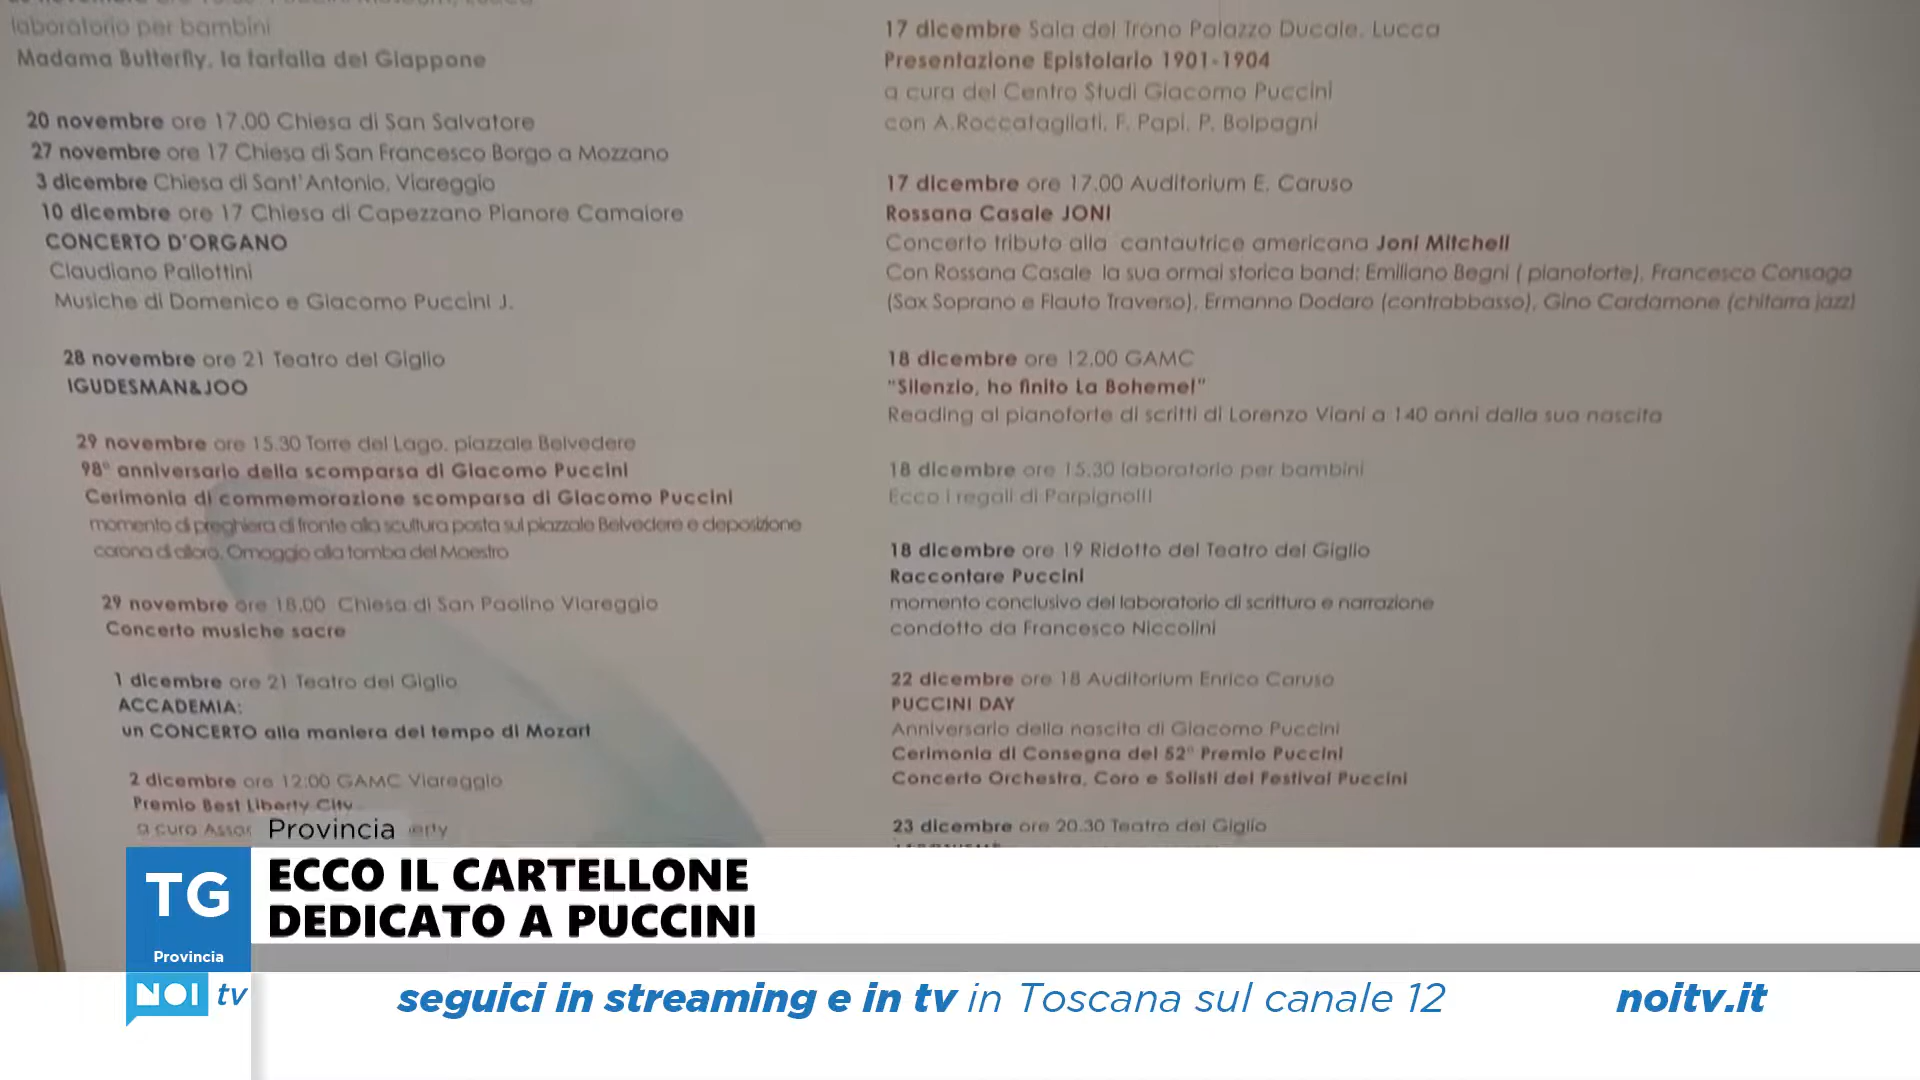 laboratorio per bambini
Madama Butterfly, la farfalla del Giappone
20 novembre ore 17.00 Chiesa di San Salvatore
27 novembre ore 17 Chiesa di San Francesco Borgo a Mozzano
3 dicembre Chiesa di Sant'Antonio, Viareggio
10 dicembre ore 17 Chiesa di Capezzano Pianore Camaiore
CONCERTO D'ORGANO
Claudiano Pallottini
Musiche di Domenico e Giacomo Puccini J.
28 novembre ore 21 Teatro del Giglio
IGUDESMAN&JOO
29 novembre ore 15.30 Torre del Lago, piazzale Belvedere
98° anniversario della scomparsa di Giacomo Puccini
Cerimonia di commemorazione scomparsa di Giacomo Puccini
momento di preghiera di fronte alla scultura posta sul piazzale Belvedere e deposizione
corona di alloro. Omaggio alla tomba del Maestro
29 novembre ore 18.00 Chiesa di San Paolino Viareggio
Concerto musiche sacre
1 dicembre ore 21 Teatro del Giglio
ACCADEMIA:
un CONCERTO alla maniera del tempo di Mozart
2 dicembre ore 12:00 GAMC Viareggio
Premio Best Liberty City
a cura
17 dicembre Sala del Trono Palazzo Ducale, Lucca
Presentazione Epistolario 1901-1904
a cura del Centro Studi Giacomo Puccini
con A.Roccatagliati, F. Papi, P. Bolpagni
17 dicembre ore 17.00 Auditorium E. Caruso
Rossana Casale JONI
Concerto tributo alla cantautrice americana Joni Mitchell
Con Rossana Casale la sua ormai storica band: Emiliano Begni ( pianoforte), Francesco Consaga
(Sax Soprano e Flauto Traverso), Ermanno Dodaro (contrabbasso), Gino Cardamone (chitarra jazz)
18 dicembre ore 12.00 GAMC
"Silenzio, ho finito La Boheme!"
Reading al pianoforte di scritti di Lorenzo Viani a 140 anni dalla sua nascita
18 dicembre ore 15.30 laboratorio per bambini
Ecco i regali di Parpignol!!
18 dicembre ore 19 Ridotto del Teatro del Giglio
Raccontare Puccini
momento conclusivo del laboratorio di scrittura e narrazione
condotto da Francesco Niccolini
22 dicembre ore 18 Auditorium Enrico Caruso
PUCCINI DAY
Anniversario della nascita di Giacomo Puccini
Cerimonia di Consegna del 52° Premio Puccini
Concerto Orchestra, Coro e Solisti del Festival Puccini
23 dicembre ore 20.30 Teatro del Giglio
Provincia
ECCO IL CARTELLONE
DEDICATO A PUCCINI
TG
Provincia
NOI tv
seguici in streaming e in tv in Toscana sul canale 12
noitv.it